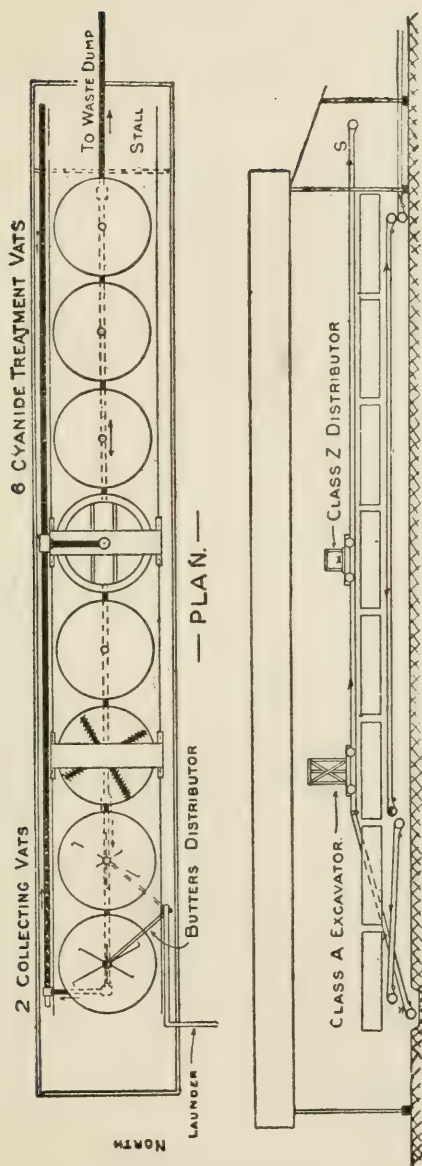 2 COLLECTING VATS
6 CYANIDE TREATMENT VATS
TO WASTE DUMP
STALL
BUTTERS DISTRIBUTOR
LAUNDER
NORTH
— PLAN. —
CLASS A EXCAVATOR.
CLASS Z DISTRIBUTOR
S